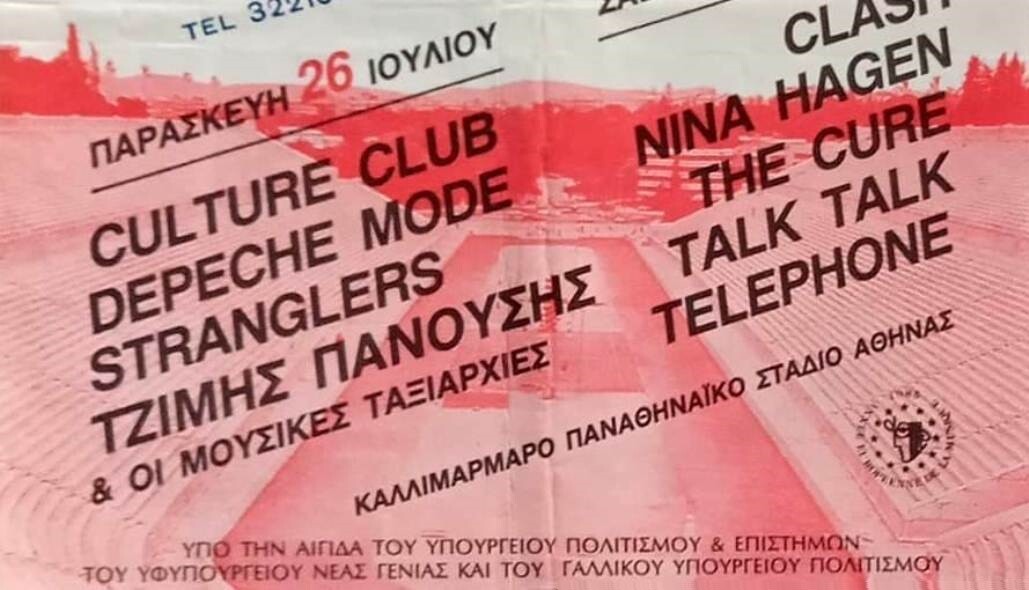 TEL
ΠΑΡΑΣΚΕΥΗ 26 ΙΟΥΛΙΟΥ
CULTURE CLUB
DEPECHE MODE
STRANGLERS
ΤΖΙΜΗΣ ΠΑΝΟΥΣΗΣ
& ΟΙ ΜΟΥΣΙΚΕΣ ΤΑΞΙΑΡΧΙΕΣ
CLASH
NINA HAGEN
THE CURE
TALK TALK
TELEPHONE
ΚΑΛΛΙΜΑΡΜΑΡΟ ΠΑΝΑΘΗΝΑΪΚΟ ΣΤΑΔΙΟ ΑΘΗΝΑΣ
ΥΠΟ ΤΗΝ ΑΙΓΙΔΑ ΤΟΥ ΥΠΟΥΡΓΕΙΟΥ ΠΟΛΙΤΙΣΜΟΥ & ΕΠΙΣΤΗΜΩΝ
ΤΟΥ ΥΦΥΠΟΥΡΓΕΙΟΥ ΝΕΑΣ ΓΕΝΙΑΣ ΚΑΙ ΤΟΥ ΓΑΛΛΙΚΟΥ ΥΠΟΥΡΓΕΙΟΥ ΠΟΛΙΤΙΣΜΟΥ